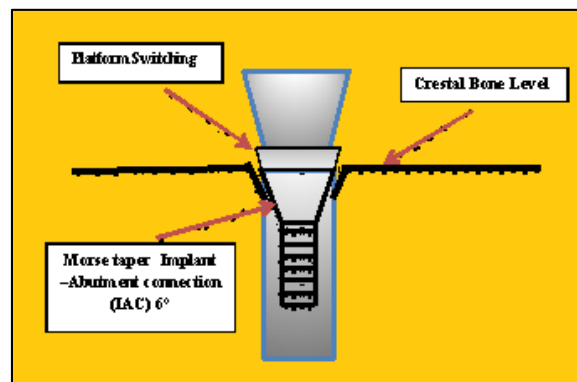 Platform Switching
Crestal Bone Level
Morse taper Implant
–Abutment connection
(IAC) 6°